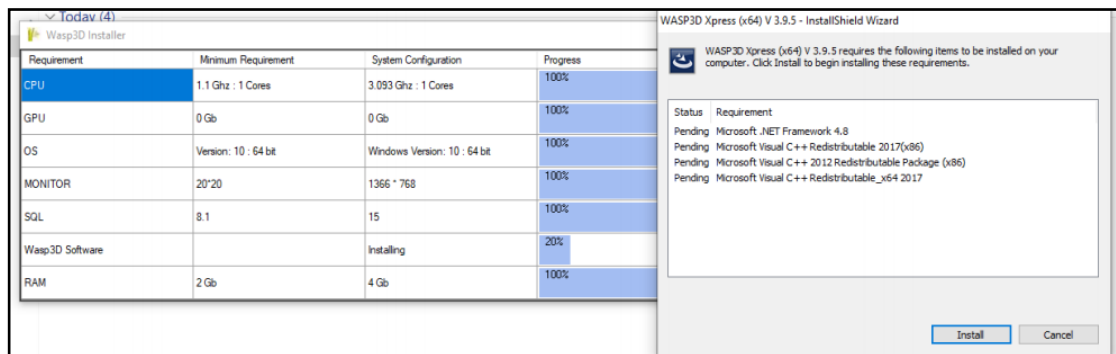 Today (4)
Wasp3D Installer
Requirement Minimum Requirement System Configuration Progress
CPU 1.1 Ghz : 1 Cores 3.093 Ghz : 1 Cores 100%
GPU 0 Gb 0 Gb 100%
OS Version: 10 : 64 bit Windows Version: 10 : 64 bit 100%
MONITOR 20*20 1366 * 768 100%
SQL 8.1 15 100%
Wasp3D Software Installing 20%
RAM 2 Gb 4 Gb 100%
WASP3D Xpress (x64) V 3.9.5 - InstallShield Wizard
WASP3D Xpress (x64) V 3.9.5 requires the following items to be installed on your
computer. Click Install to begin installing these requirements.
Status Requirement
Pending Microsoft .NET Framework 4.8
Pending Microsoft Visual C++ Redistributable 2017(x86)
Pending Microsoft Visual C++ 2012 Redistributable Package (x86)
Pending Microsoft Visual C++ Redistributable_x64 2017
Install Cancel